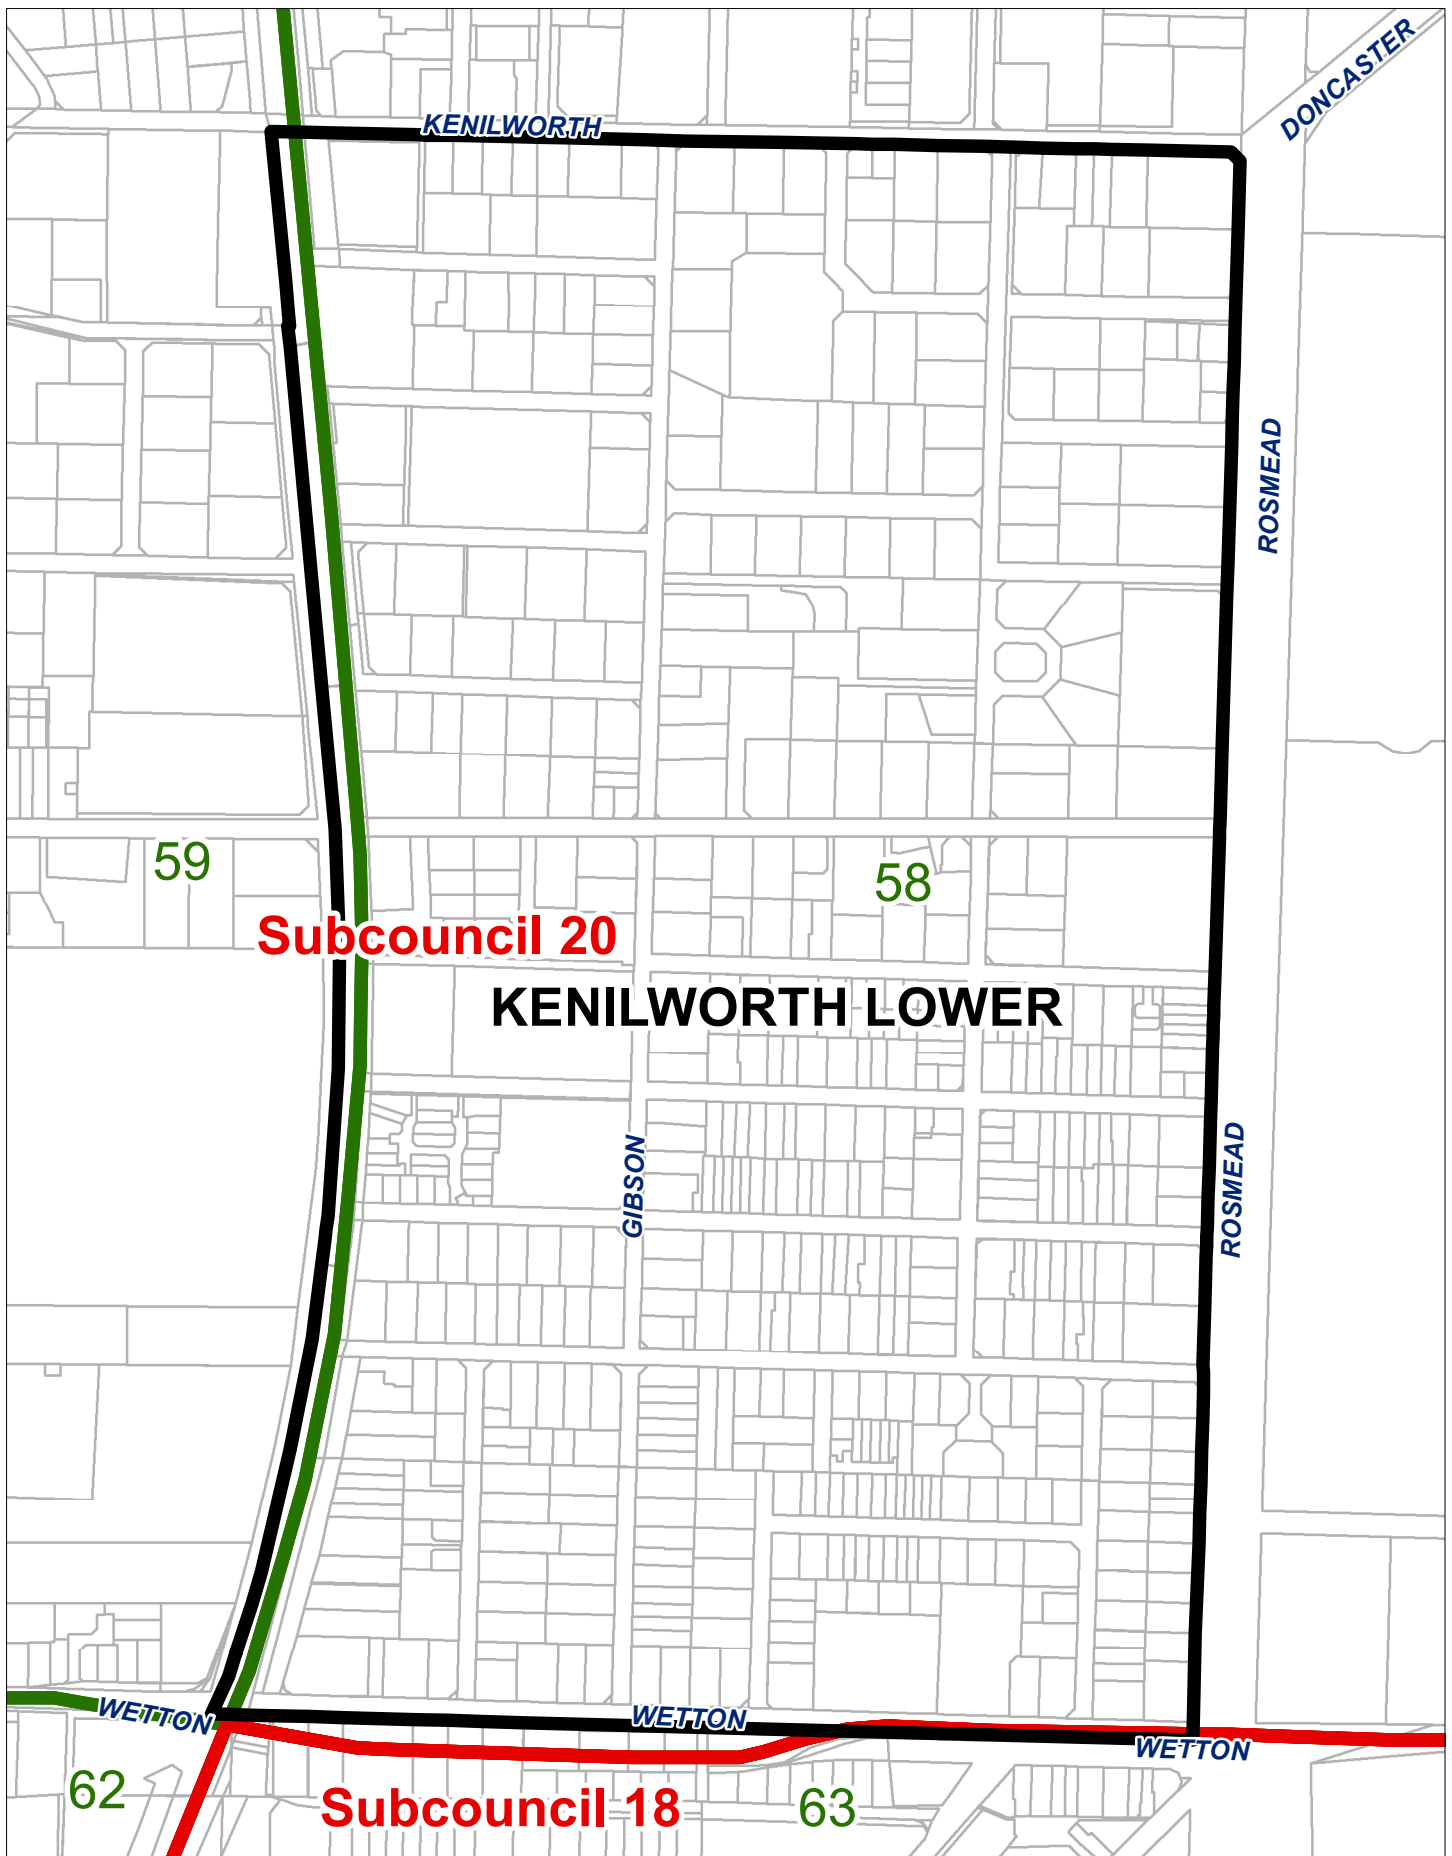 DONCASTER
KENILWORTH
ROSMEAD
59
58
Subcouncil 20
KENILWORTH LOWER
GIBSON
ROSMEAD
WETTON
WETTON
WETTON
62
Subcouncil 18
63